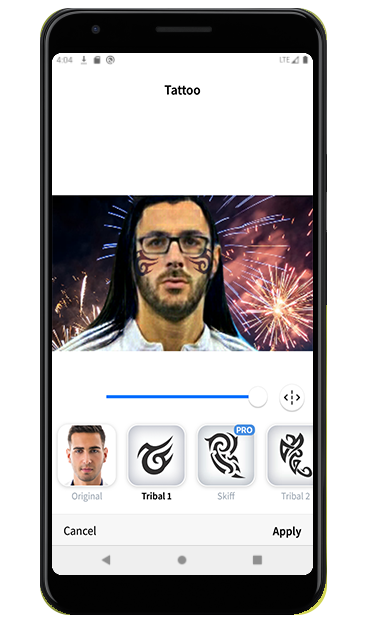 4:04
LTE
Tattoo
PRO
Original
Tribal 1
Skiff
Tribal 2
Cancel
Apply